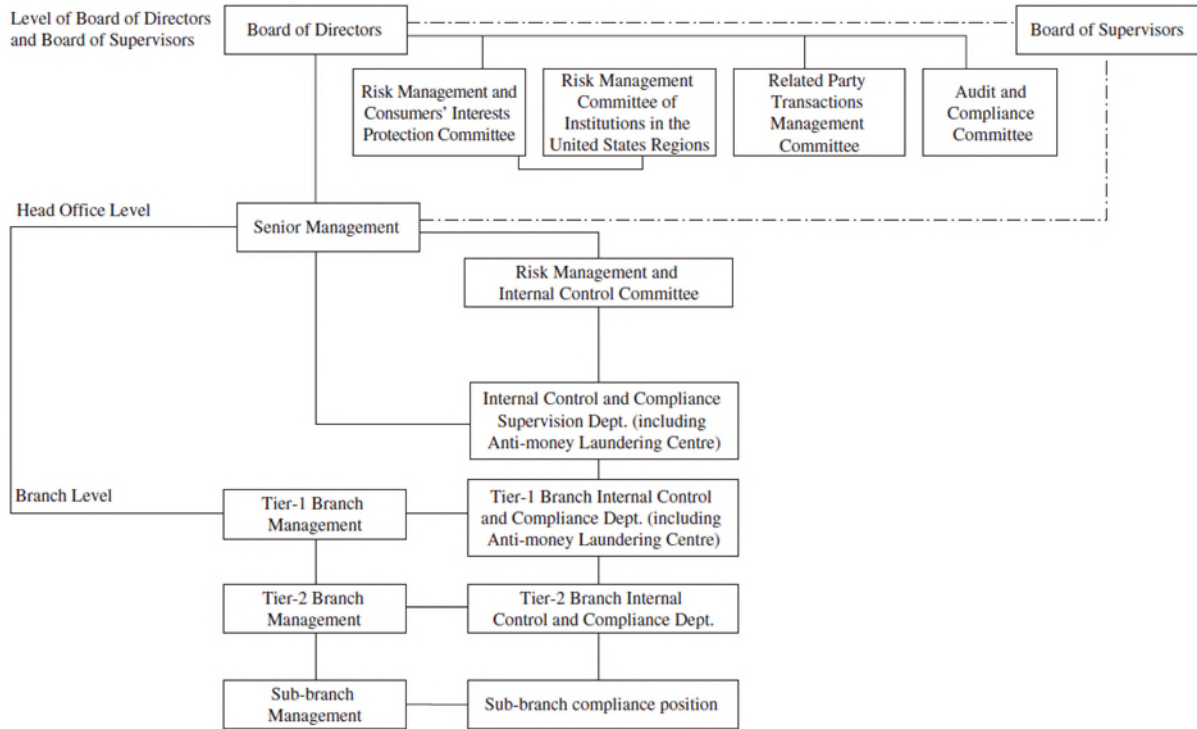 Level of Board of Directors
and Board of Supervisors
Board of Directors
Board of Supervisors
Risk Management and
Consumers’ Interests
Protection Committee
Risk Management
Committee of
Institutions in the
United States Regions
Related Party
Transactions
Management
Committee
Audit and
Compliance
Committee
Head Office Level
Senior Management
Risk Management and
Internal Control Committee
Internal Control and Compliance
Supervision Dept. (including
Anti-money Laundering Centre)
Branch Level
Tier-1 Branch
Management
Tier-1 Branch Internal Control
and Compliance Dept. (including
Anti-money Laundering Centre)
Tier-2 Branch
Management
Tier-2 Branch Internal
Control and Compliance Dept.
Sub-branch
Management
Sub-branch compliance position